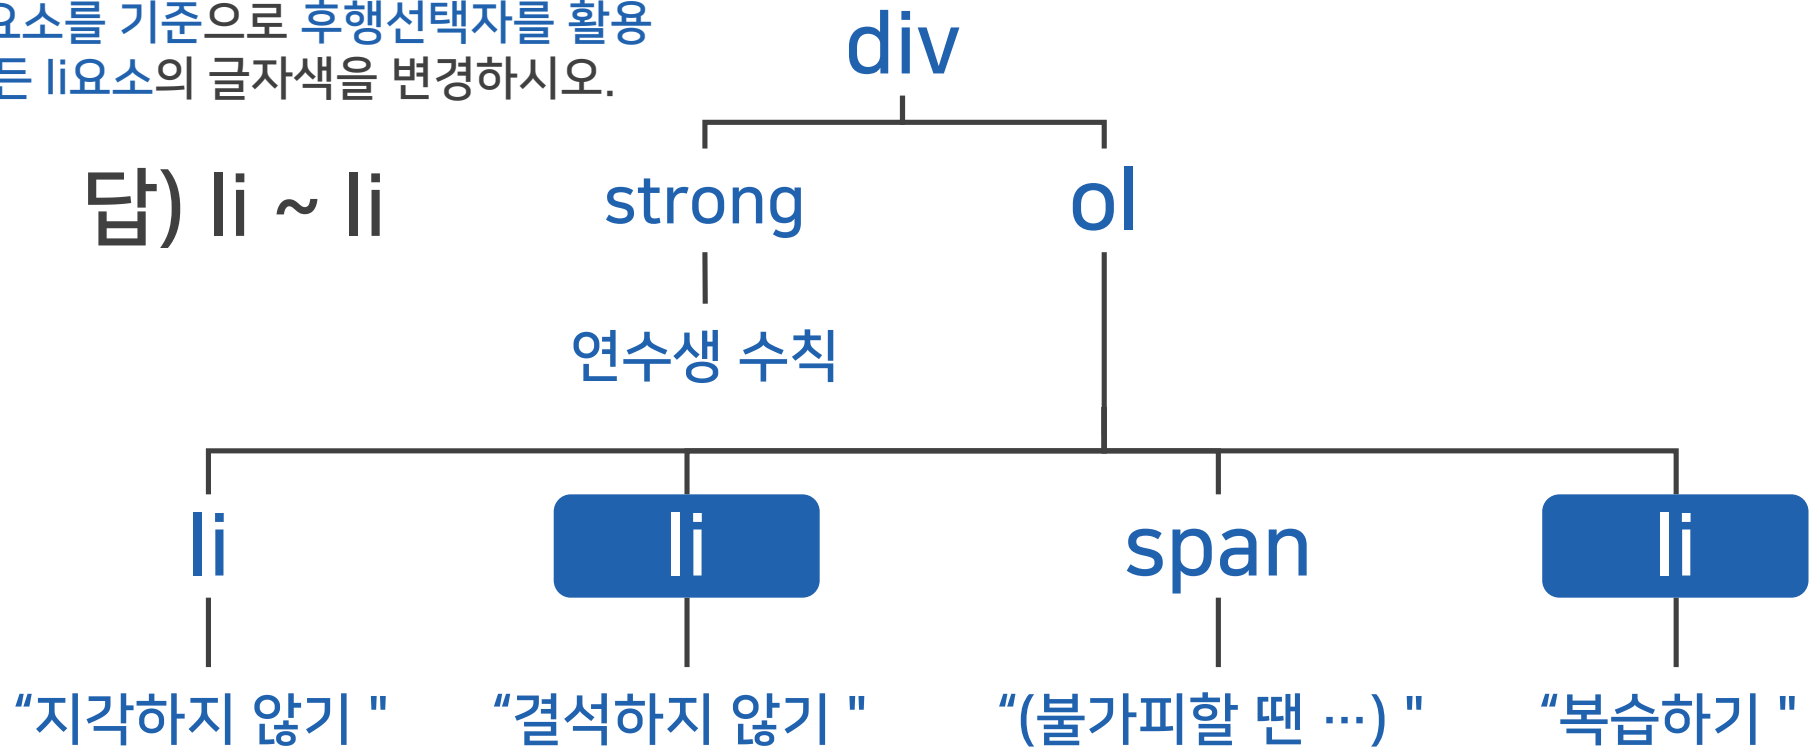 요소를 기준으로 후행선택자를 활용
든 li요소의 글자색을 변경하시오.
div
답) li ~ li
strong
ol
연수생 수칙
li
li
span
li
“지각하지 않기 "
“결석하지 않기 "
“(불가피할 땐 …) "
“복습하기 "